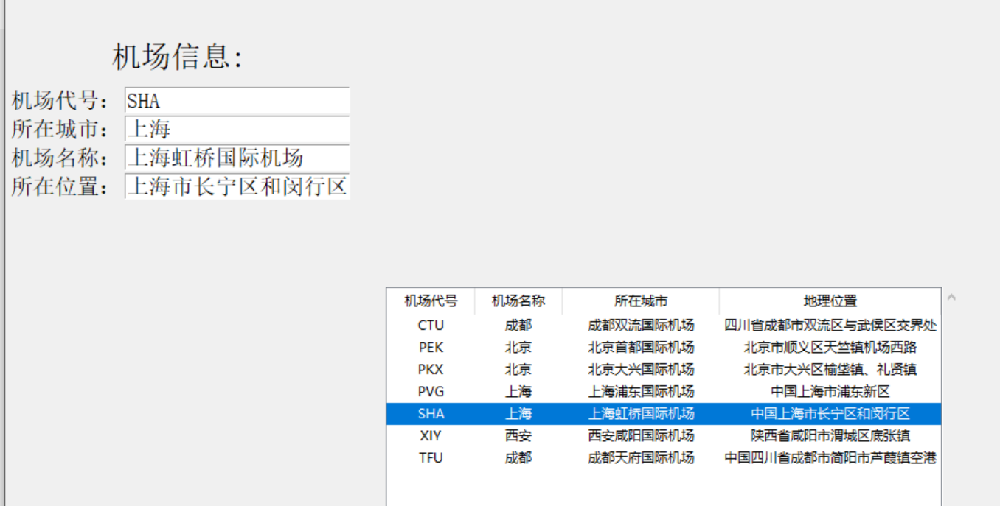 机场信息:
机场代号: SHA
所在城市: 上海
机场名称: 上海虹桥国际机场
所在位置: 上海市长宁区和闵行区
机场代号 机场名称 所在城市 地理位置
CTU 成都 成都双流国际机场 四川省成都市双流区与武侯区交界处
PEK 北京 北京首都国际机场 北京市顺义区天竺镇机场西路
PKX 北京 北京大兴国际机场 北京市大兴区榆垡镇、礼贤镇
PVG 上海 上海浦东国际机场 中国上海市浦东新区
SHA 上海 上海虹桥国际机场 中国上海市长宁区和闵行区
XIY 西安 西安咸阳国际机场 陕西省咸阳市渭城区底张镇
TFU 成都 成都天府国际机场 中国四川省成都市简阳市芦葭镇空港